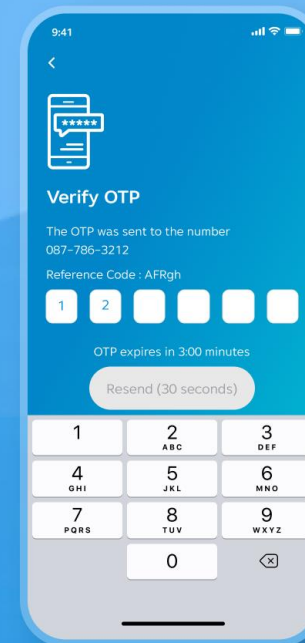 9:41
*****
Verify OTP
The OTP was sent to the number
087-786-3212
Reference Code : AFRgh
1 2
OTP expires in 3:00 minutes
Resend (30 seconds)
1 2 3
ABC DEF
4 5 6
GHI JKL MNO
7 8 9
PQRS TUV WXYZ
0